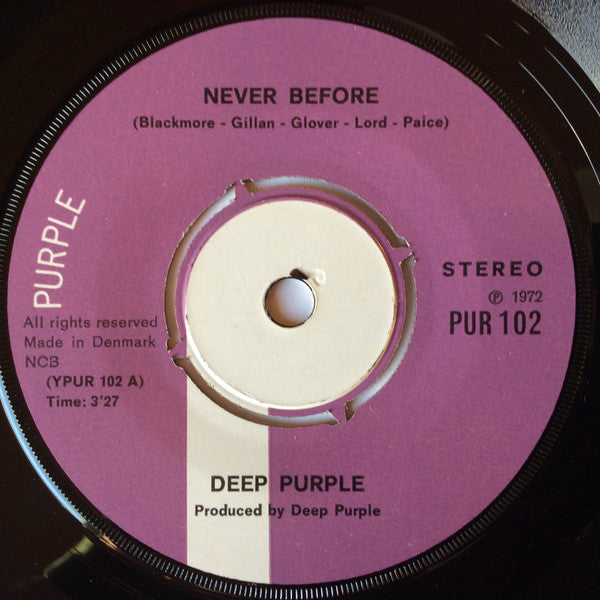 NEVER BEFORE
(Blackmore - Gillan - Glover - Lord - Paice)
PURPLE
STEREO
℗ 1972
PUR 102
All rights reserved
Made in Denmark
NCB
(YPUR 102 A)
Time: 3'27
DEEP PURPLE
Produced by Deep Purple